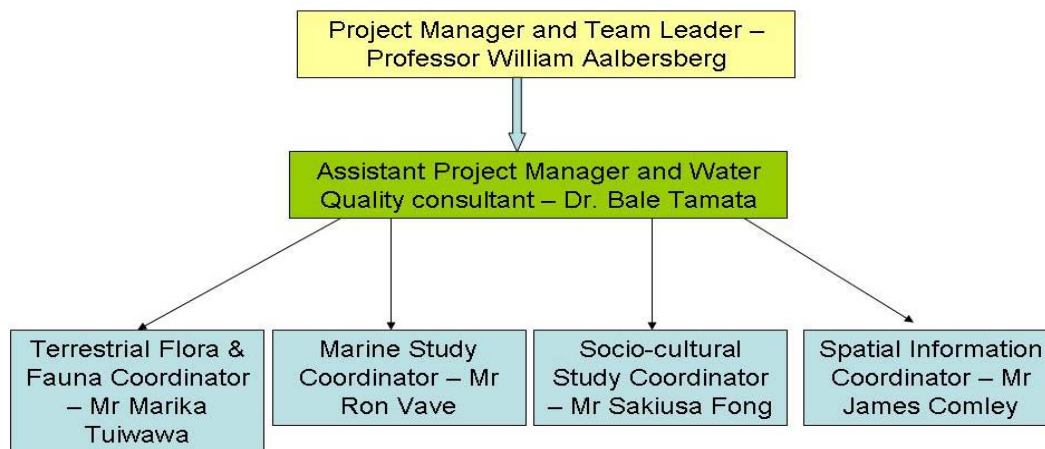 Project Manager and Team Leader –
Professor William Aalbersberg
Assistant Project Manager and Water
Quality consultant – Dr. Bale Tamata
Terrestrial Flora &
Fauna Coordinator
– Mr Marika
Tuiwawa
Marine Study
Coordinator – Mr
Ron Vave
Socio-cultural
Study Coordinator
– Mr Sakiusa Fong
Spatial Information
Coordinator – Mr
James Comley